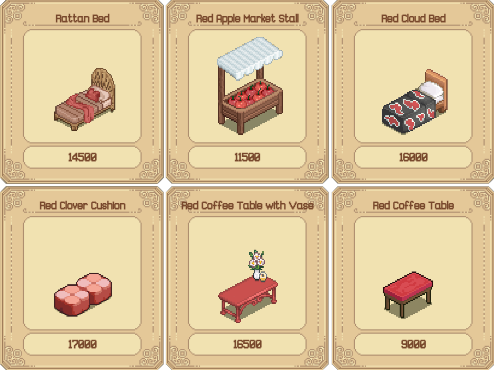 Rattan Bed
14500
Red Apple Market Stall
11500
Red Cloud Bed
16000
Red Clover Cushion
17000
Red Coffee Table with Vase
16500
Red Coffee Table
9000